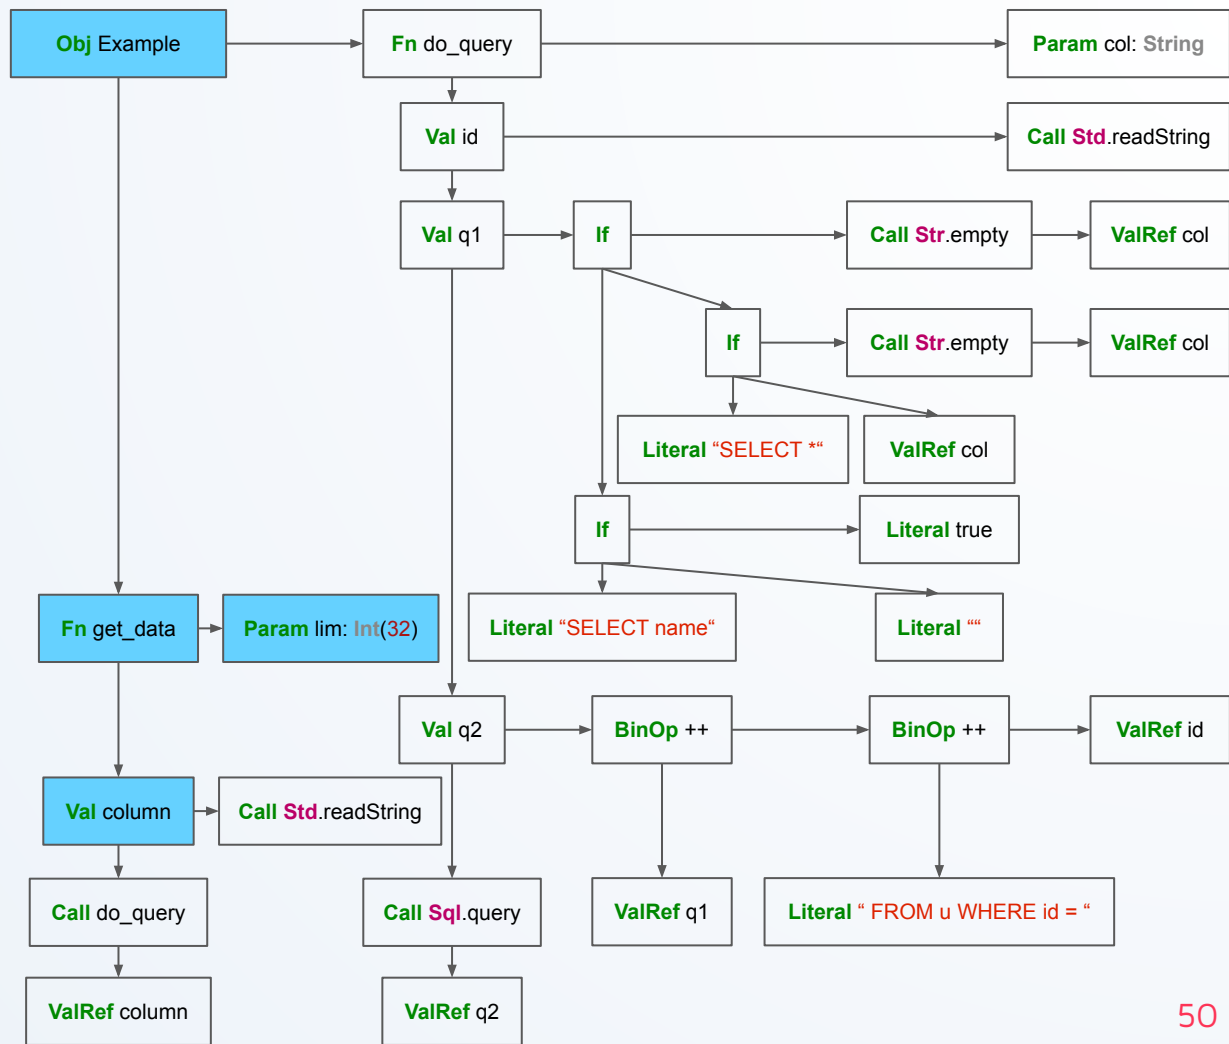 Obj Example
Fn do_query
Param col: String
Val id
Call Std.readString
Val q1
If
Call Str.empty
ValRef col
If
Call Str.empty
ValRef col
Literal “SELECT *“
ValRef col
If
Literal true
Fn get_data
Param lim: Int(32)
Literal “SELECT name“
Literal ““
Val q2
BinOp ++
BinOp ++
ValRef id
Val column
Call Std.readString
Call do_query
Call Sql.query
ValRef q1
Literal “ FROM u WHERE id = “
ValRef column
ValRef q2
50